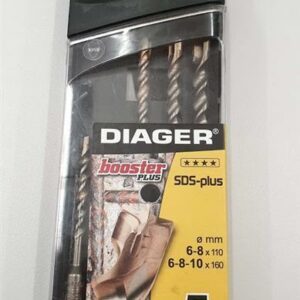 DIAGER®
booster
PLUS
★★★★
SDS-plus
ø mm
6-8 x 110
6-8-10 x 160